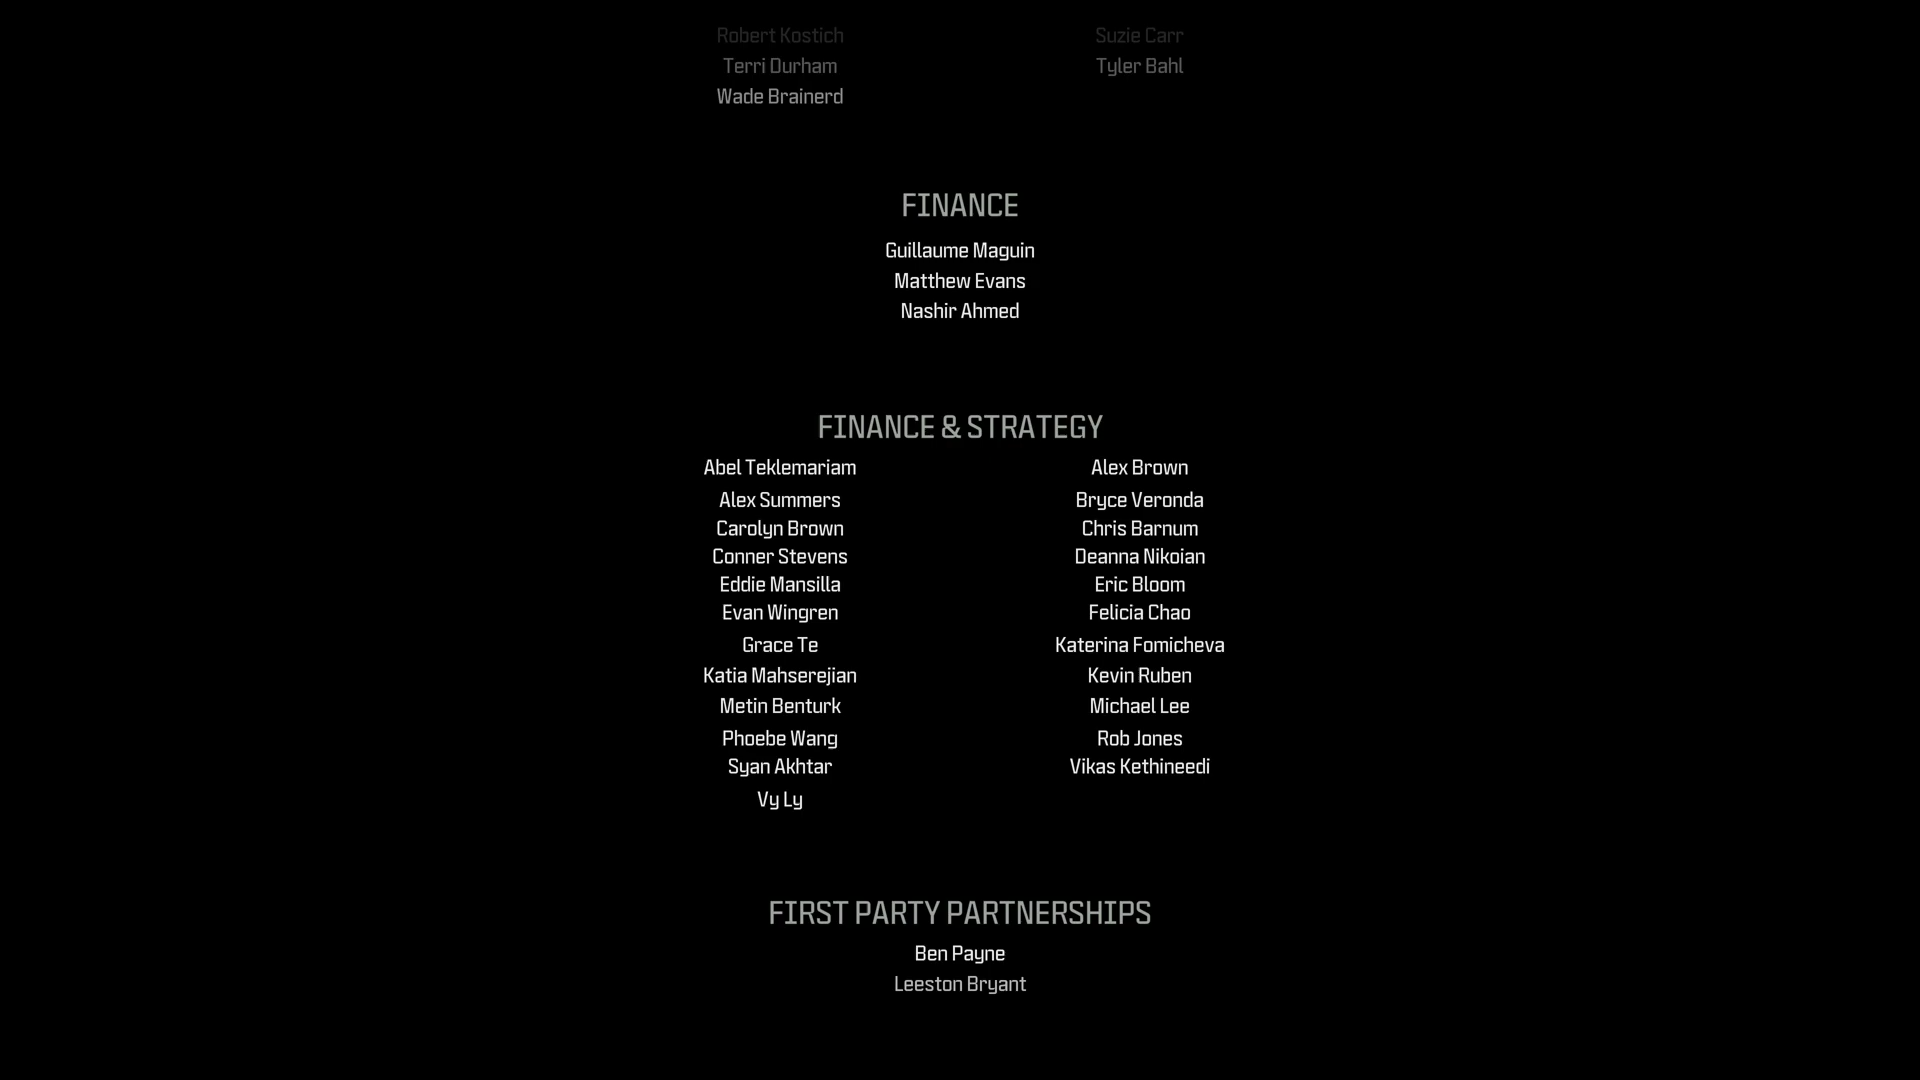 Robert Kostich Suzie Carr
Terri Durham Tyler Bahl
Wade Brainerd
FINANCE
Guillaume Maguin
Matthew Evans
Nashir Ahmed
FINANCE & STRATEGY
Abel Teklemariam Alex Brown
Alex Summers Bryce Veronda
Carolyn Brown Chris Barnum
Conner Stevens Deanna Nikoian
Eddie Mansilla Eric Bloom
Evan Wingren Felicia Chao
Grace Te Katerina Fomicheva
Katia Mahserejian Kevin Ruben
Metin Benturk Michael Lee
Phoebe Wang Rob Jones
Syan Akhtar Vikas Kethineedi
Vy Ly
FIRST PARTY PARTNERSHIPS
Ben Payne
Leeston Bryant